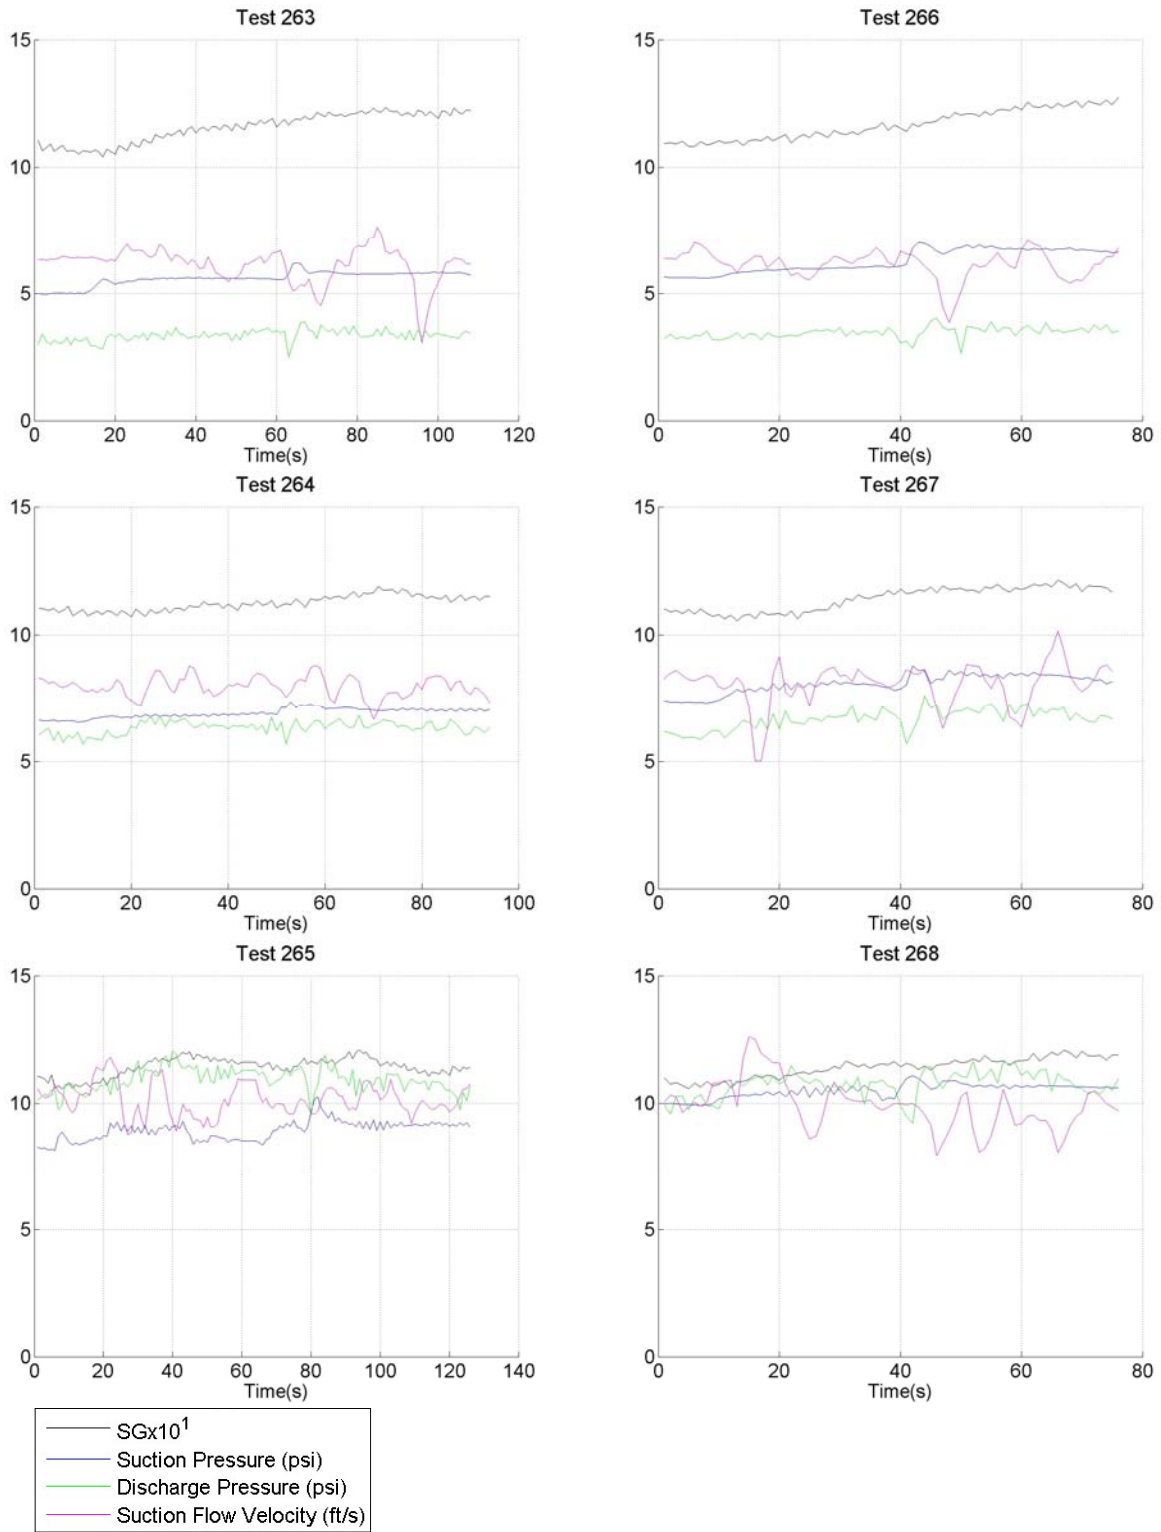 Test 263
15
10
5
0
0 20 40 60 80 100 120
Time(s)
Test 266
15
10
5
0
0 20 40 60 80
Time(s)
Test 264
15
10
5
0
0 20 40 60 80 100
Time(s)
Test 267
15
10
5
0
0 20 40 60 80
Time(s)
Test 265
15
10
5
0
0 20 40 60 80 100 120 140
Time(s)
Test 268
15
10
5
0
0 20 40 60 80
Time(s)
SGx10¹
Suction Pressure (psi)
Discharge Pressure (psi)
Suction Flow Velocity (ft/s)